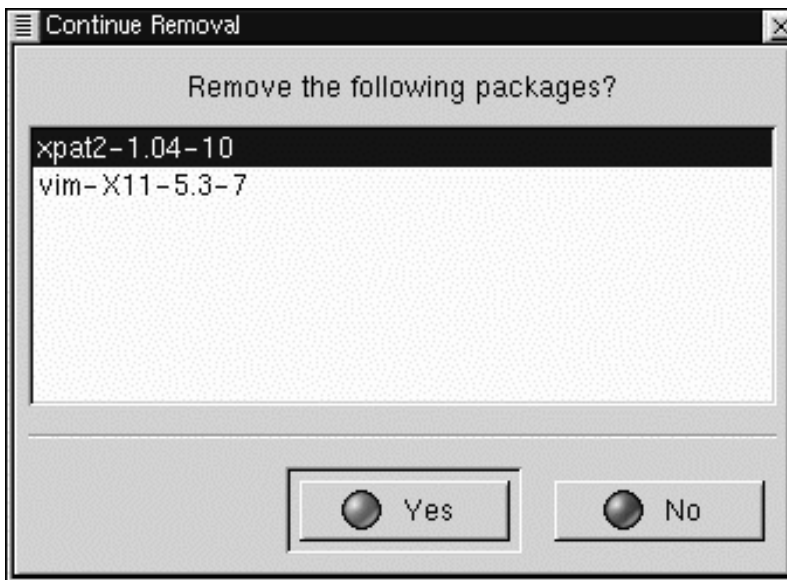 Continue Removal
Remove the following packages?
xpat2-1.04-10
vim-X11-5.3-7
Yes
No